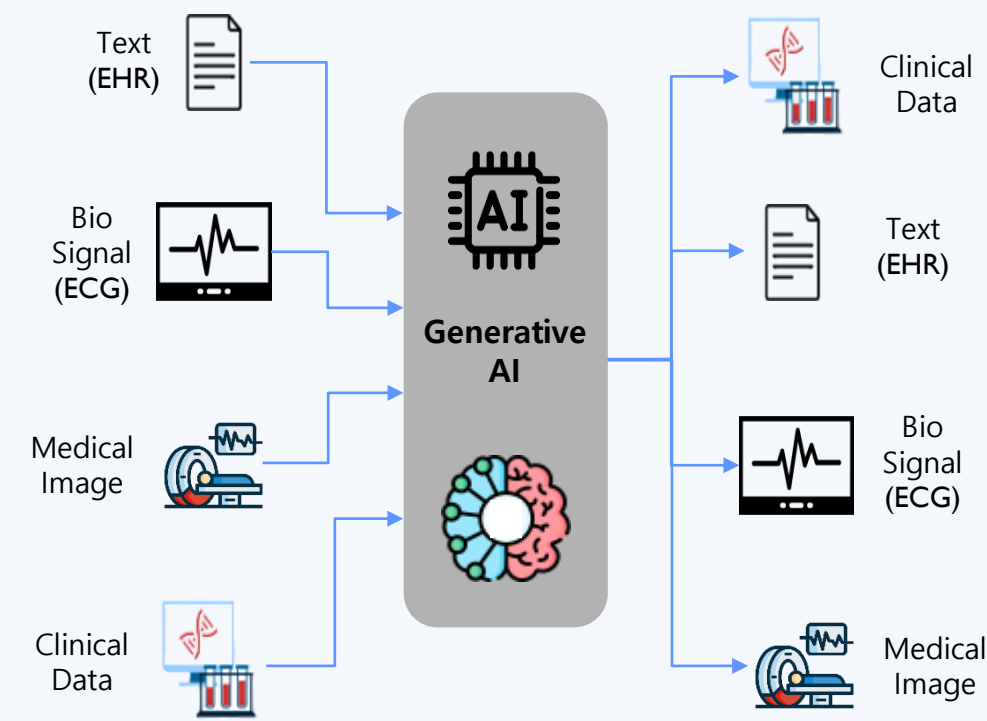 Text
(EHR)
Bio
Signal
(ECG)
Medical
Image
Clinical
Data
AI
Generative
AI
Clinical
Data
Text
(EHR)
Bio
Signal
(ECG)
Medical
Image